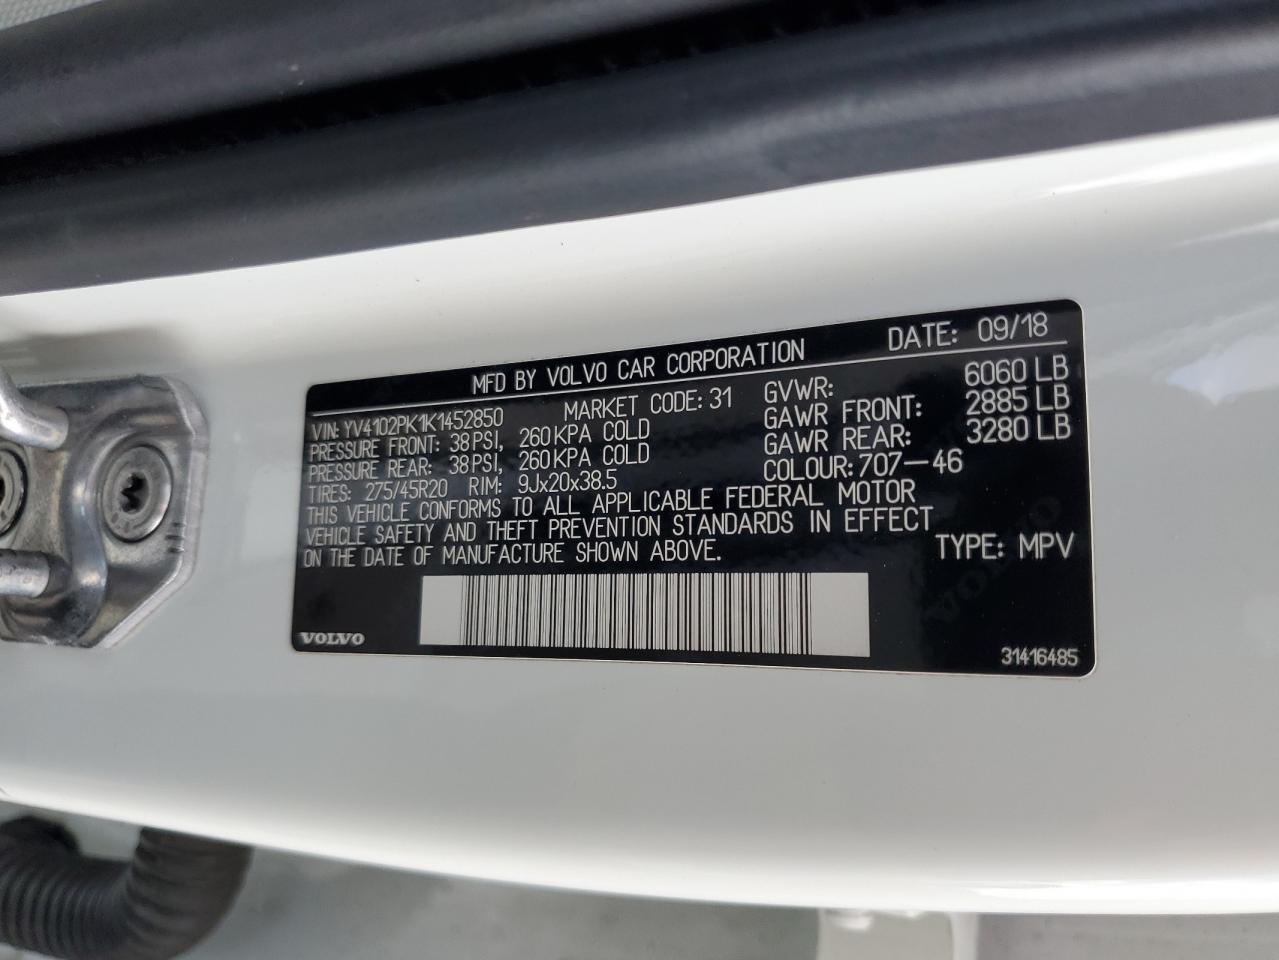 MFD BY VOLVO CAR CORPORATION DATE: 09/18
VIN: YV4102PK1K1452850 MARKET CODE: 31 GVWR: 6060 LB
PRESSURE FRONT: 38 PSI, 260 KPA COLD GAWR FRONT: 2885 LB
PRESSURE REAR: 38 PSI, 260 KPA COLD GAWR REAR: 3280 LB
TIRES: 275/45R20 RIM: 9Jx20x38.5 COLOUR: 707-46
THIS VEHICLE CONFORMS TO ALL APPLICABLE FEDERAL MOTOR
VEHICLE SAFETY AND THEFT PREVENTION STANDARDS IN EFFECT
ON THE DATE OF MANUFACTURE SHOWN ABOVE. TYPE: MPV
VOLVO
31416485